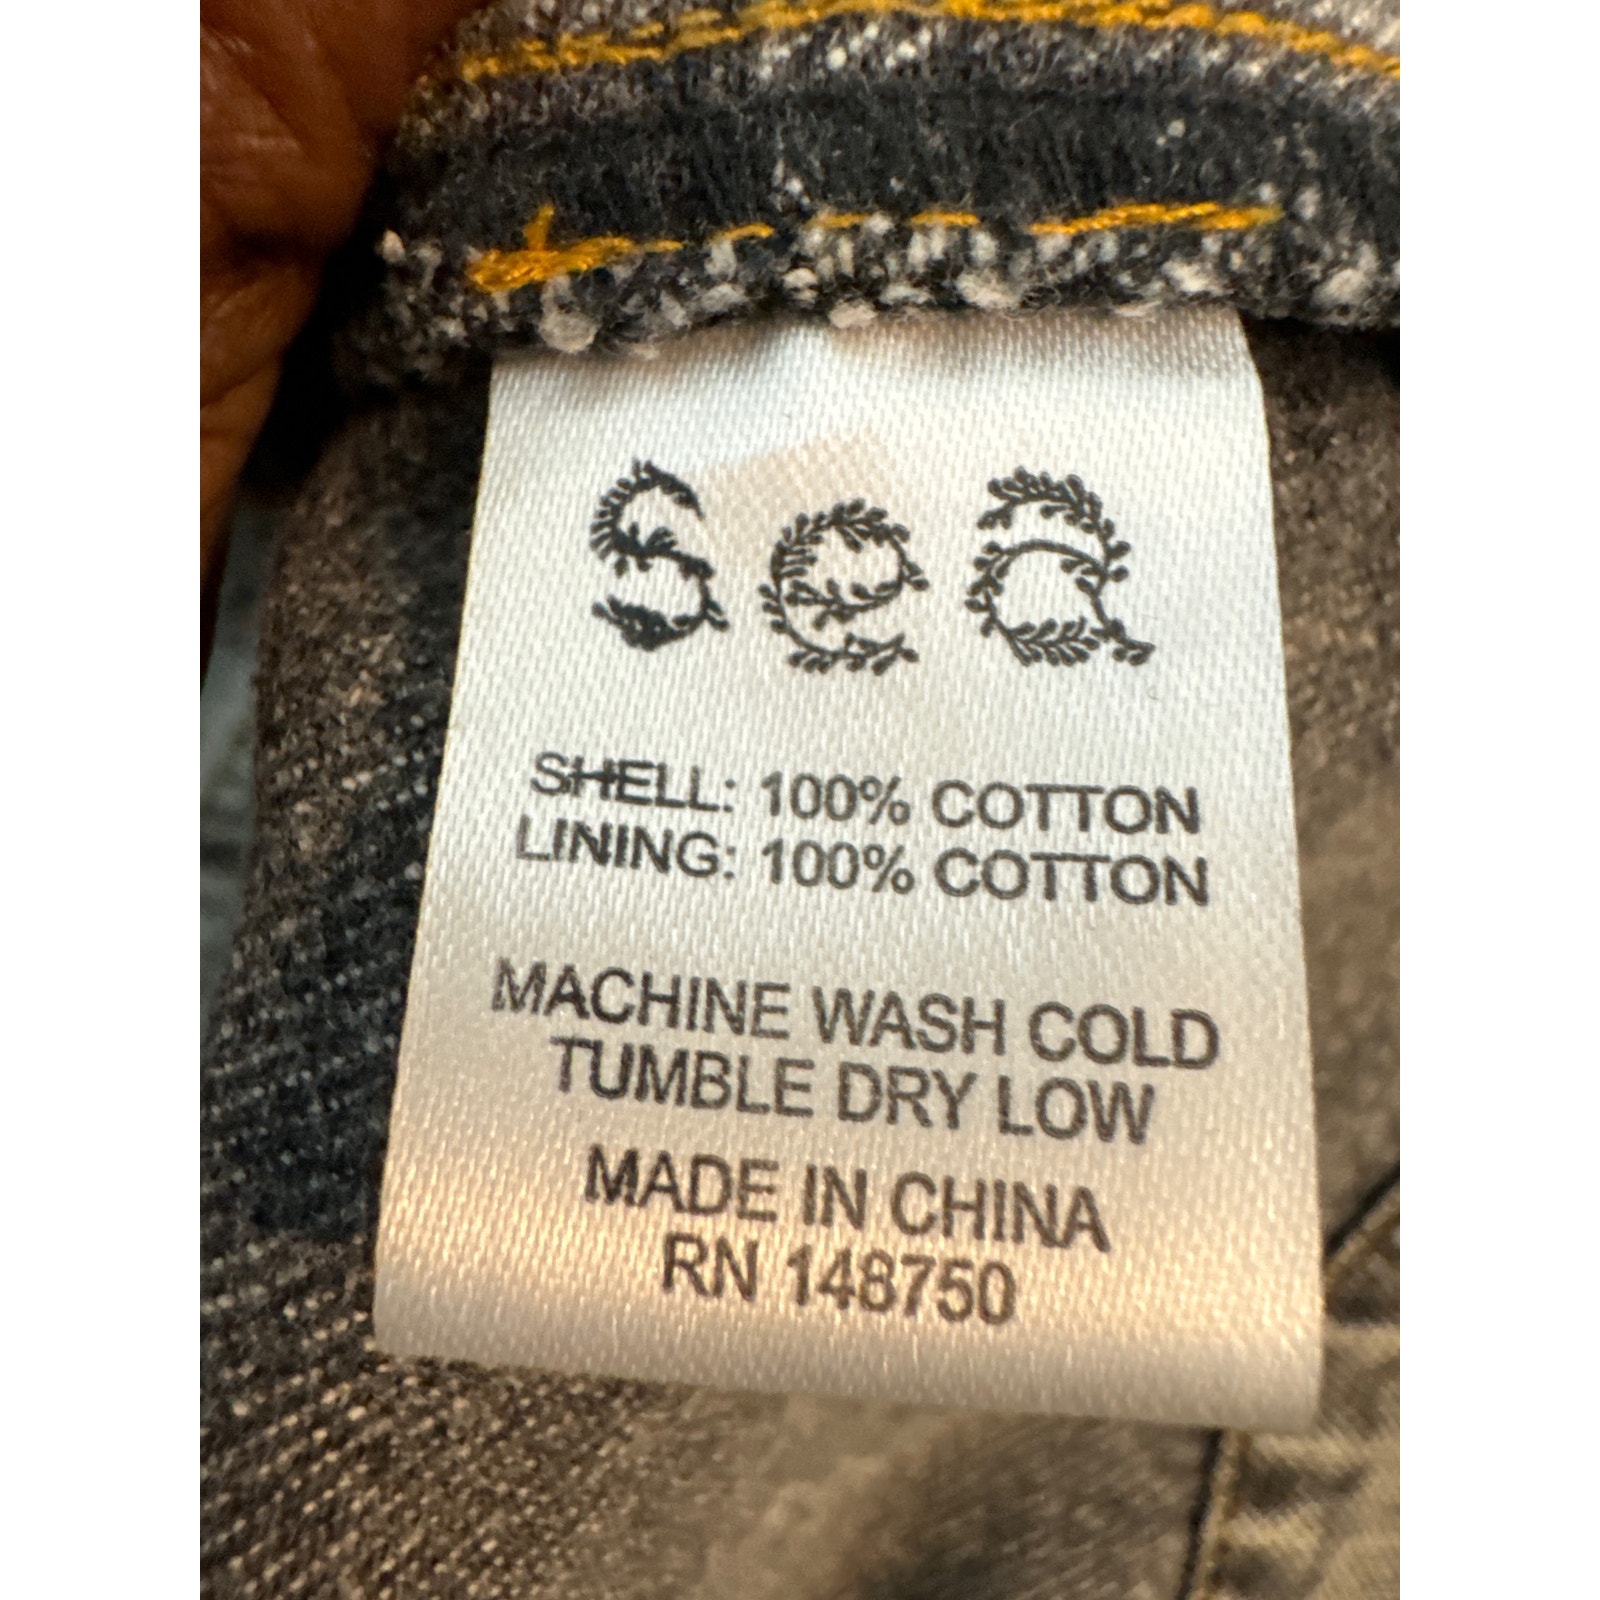 Sea
SHELL: 100% COTTON
LINING: 100% COTTON
MACHINE WASH COLD
TUMBLE DRY LOW
MADE IN CHINA
RN 148750